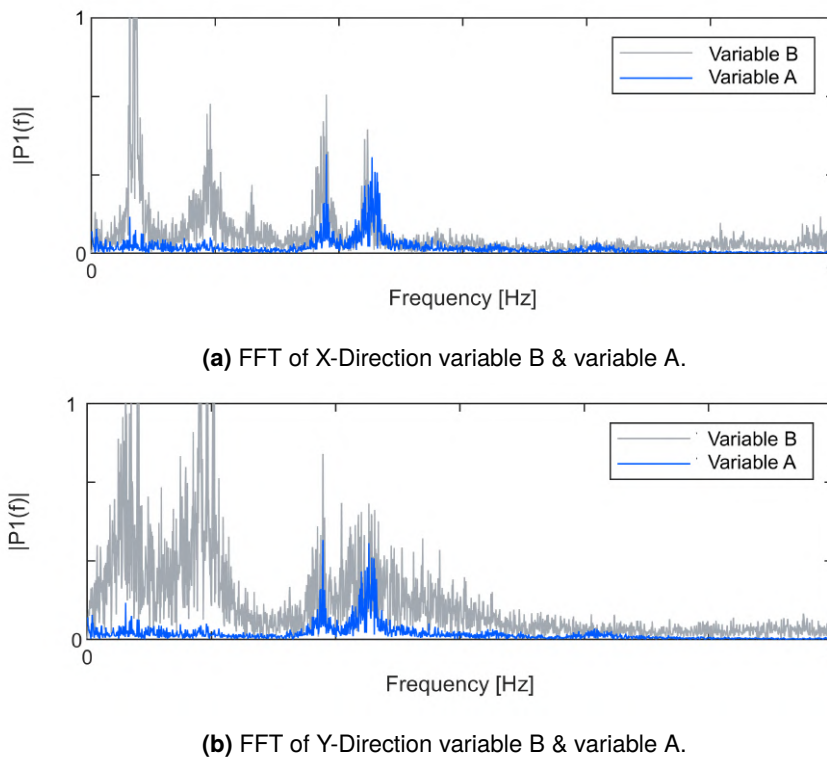 1
|P1(f)|
0
0
Variable B
Variable A
Frequency [Hz]
(a) FFT of X-Direction variable B & variable A.
1
|P1(f)|
0
0
Variable B
Variable A
Frequency [Hz]
(b) FFT of Y-Direction variable B & variable A.